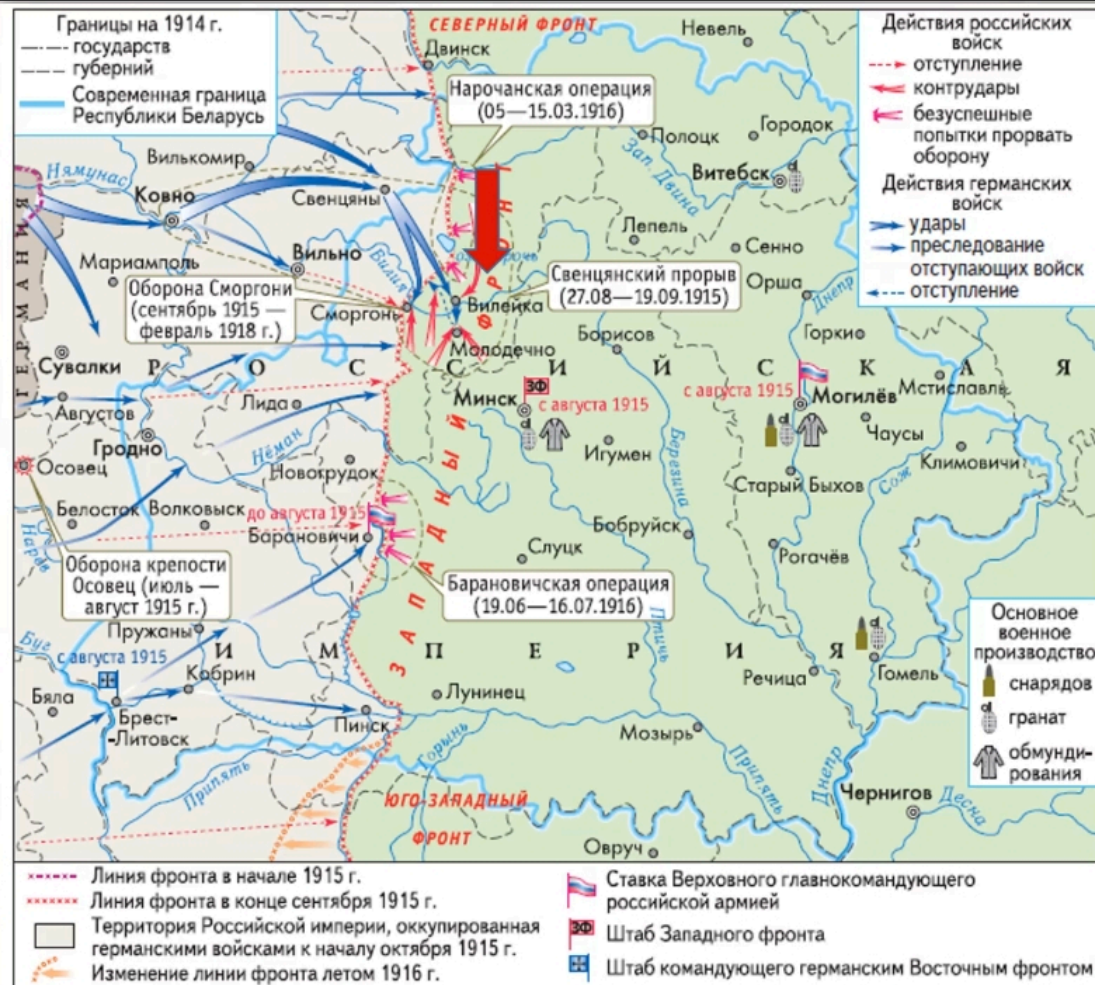 Границы на 1914 г.
государств
губерний
Современная граница
Республики Беларусь
СЕВЕРНЫЙ ФРОНТ
Невель
Двинск
Действия российских
войск
отступление
контрудары
безуспешные
попытки прорвать
оборону
Действия германских
войск
удары
преследование
отступающих войск
отступление
Нарочанская операция
(05—15.03.1916)
Полоцк
Городок
Зап. Двина
Витебск
Вилькомир
Нямунас
Ковно
Свенцяны
Лепель
Сенно
Мариамполь
Вильно
Вилия
Оборона Сморгони
(сентябрь 1915 —
февраль 1918 г.)
Сморгонь
Вилейка
Свенцянский прорыв
(27.08—19.09.1915)
Орша
Днепр
Борисов
Горки
Молодечно
ГЕРМАНИЯ
РОССИЙСКАЯ
Сувалки
Августов
Лида
Минск
ЗФ
с августа 1915
с августа 1915
Могилёв
Мстиславль
Чаусы
Гродно
Нёман
Осовец
Новогрудок
Игумен
Березина
Климовичи
Старый Быхов
Сож
Белосток
Волковыск
до августа 1915
Барановичи
Нарев
ЗАПАДНЫЙ
Слуцк
Бобруйск
Рогачёв
Оборона крепости
Осовец (июль —
август 1915 г.)
Барановичская операция
(19.06—16.07.1916)
Птичь
Пружаны
Буг
с августа 1915
ИМПЕРИЯ
Кобрин
Бяла
Брест-
-Литовск
Лунинец
Речица
Гомель
Пинск
Мозырь
Горынь
Припять
Припять
Днепр
Чернигов
Десна
ЮГО-ЗАПАДНЫЙ
ФРОНТ
Овруч
Основное
военное
производство
снарядов
гранат
обмунди-
рования
Линия фронта в начале 1915 г.
Линия фронта в конце сентября 1915 г.
Территория Российской империи, оккупированная
германскими войсками к началу октября 1915 г.
Изменение линии фронта летом 1916 г.
Ставка Верховного главнокомандующего
российской армией
ЗФ
Штаб Западного фронта
Штаб командующего германским Восточным фронтом